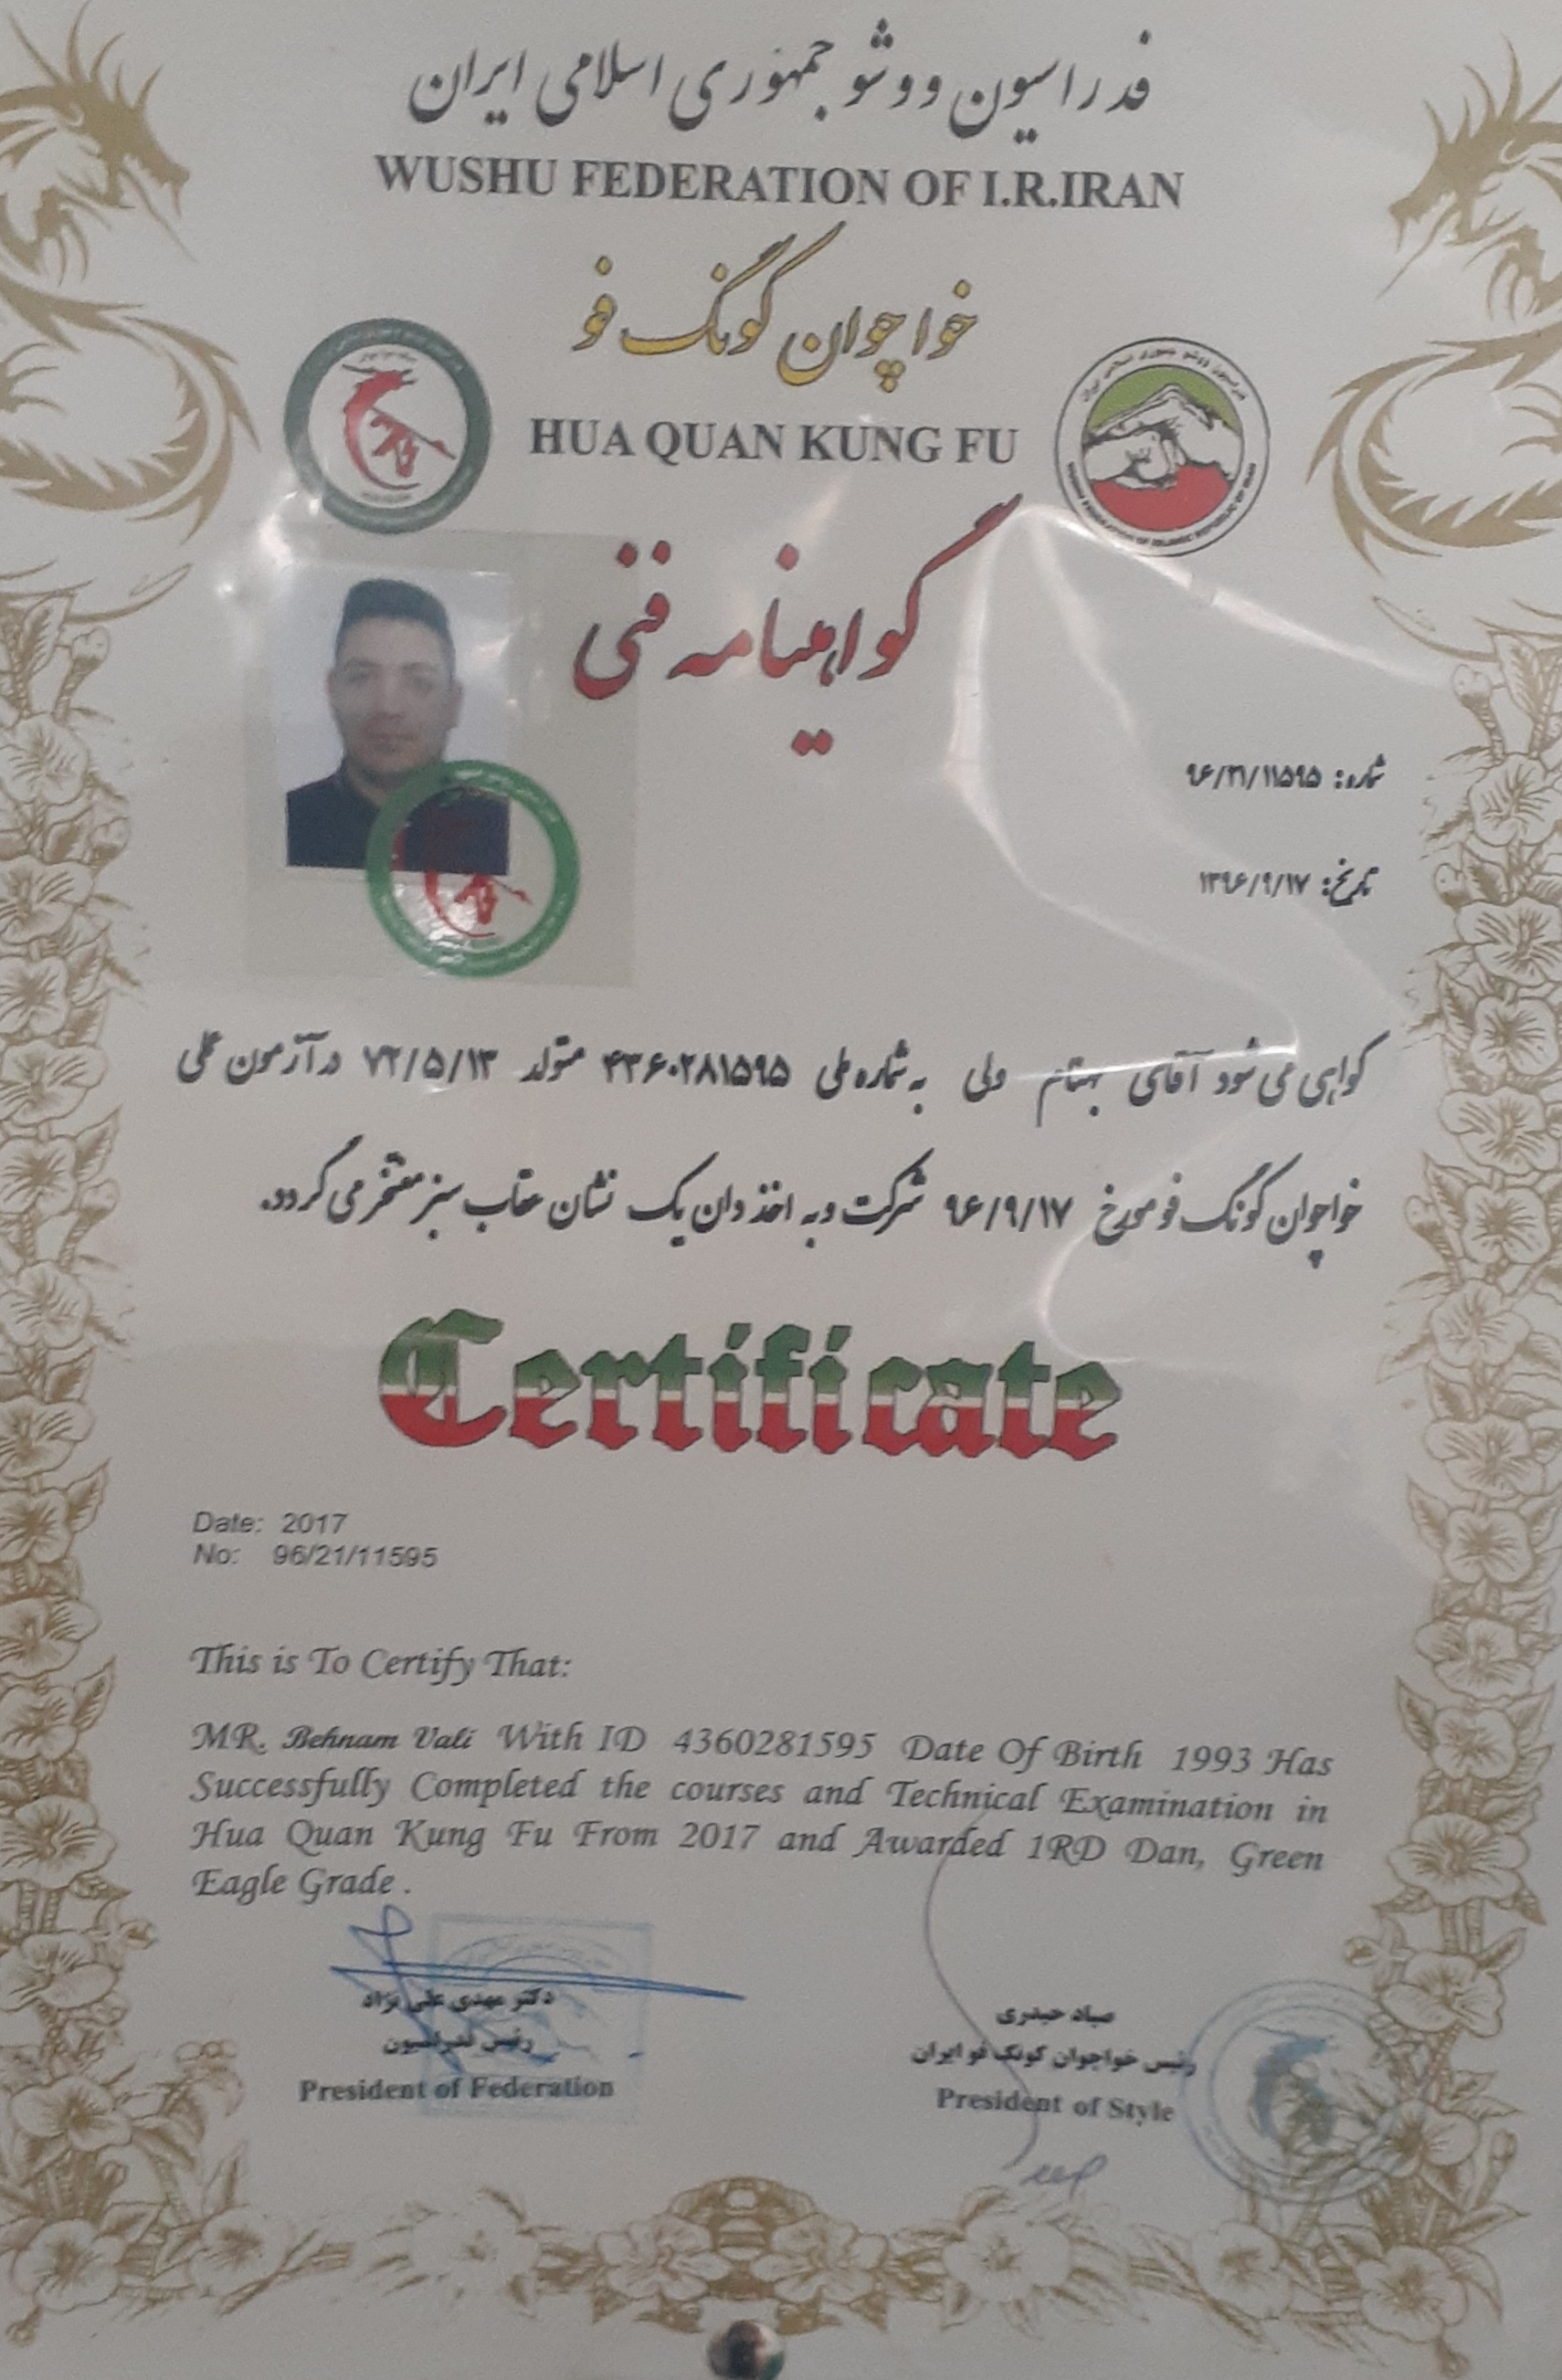 فدراسیون ووشو جمهوری اسلامی ایران
WUSHU FEDERATION OF I.R.IRAN
خواچوان کونگ فو
HUA QUAN KUNG FU
گواهینامه فنی
شماره: ۹۶/۲۱/۱۱۵۹۵
تاریخ: ۱۳۹۶/۹/۱۷
گواهی می شود آقای بهنام ولی به شماره ملی ۴۳۶۰۲۸۱۵۹۵ متولد ۷۲/۵/۱۳ در آزمون عملی
خواچوان کونگ فو مورخ ۹۶/۹/۱۷ شرکت و به اخذ دان یک نشان عقاب سبز مفتخر می گردد.
Certificate
Date: 2017
No: 96/21/11595
This is To Certify That:
MR. Behnam Vali With ID 4360281595 Date Of Birth 1993 Has
Successfully Completed the courses and Technical Examination in
Hua Quan Kung Fu From 2017 and Awarded 1RD Dan, Green
Eagle Grade .
دکتر مهدی علی نژاد
رئیس فدراسیون
President of Federation
صیاد حیدری
رئیس خواچوان کونگ فو ایران
President of Style